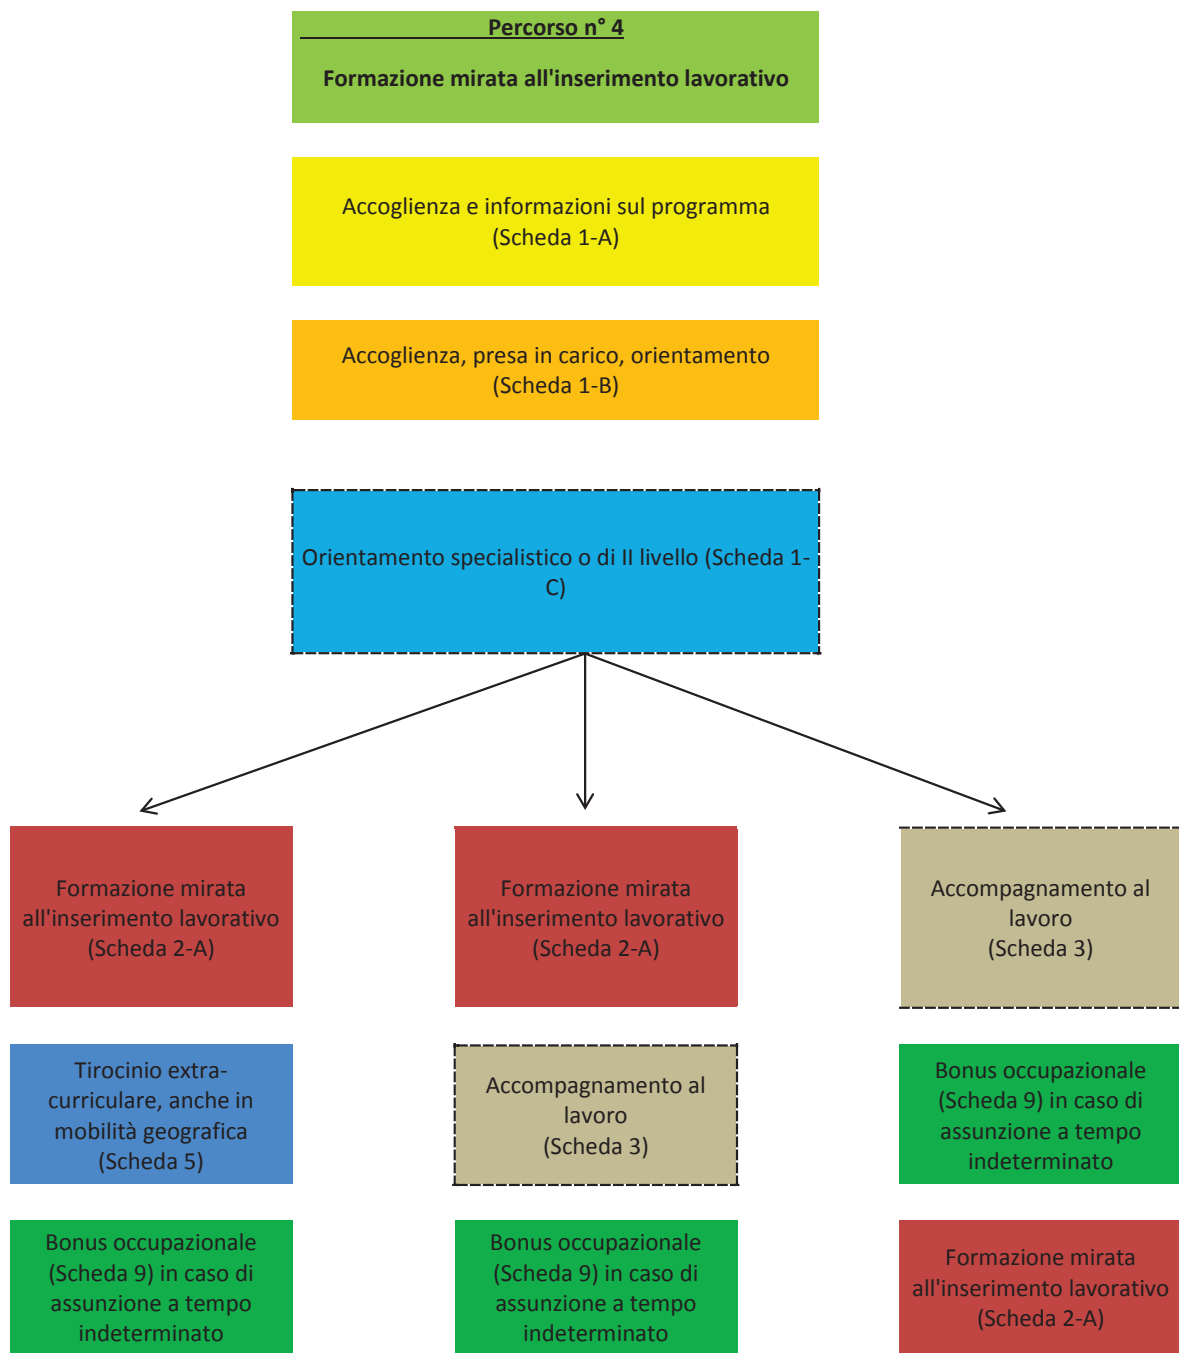 Percorso n° 4
Formazione mirata all'inserimento lavorativo
Accoglienza e informazioni sul programma
(Scheda 1-A)
Accoglienza, presa in carico, orientamento
(Scheda 1-B)
Orientamento specialistico o di II livello (Scheda 1-
C)
Formazione mirata
all'inserimento lavorativo
(Scheda 2-A)
Tirocinio extra-
curriculare, anche in
mobilità geografica
(Scheda 5)
Bonus occupazionale
(Scheda 9) in caso di
assunzione a tempo
indeterminato
Formazione mirata
all'inserimento lavorativo
(Scheda 2-A)
Accompagnamento al
lavoro
(Scheda 3)
Bonus occupazionale
(Scheda 9) in caso di
assunzione a tempo
indeterminato
Accompagnamento al
lavoro
(Scheda 3)
Bonus occupazionale
(Scheda 9) in caso di
assunzione a tempo
indeterminato
Formazione mirata
all'inserimento lavorativo
(Scheda 2-A)